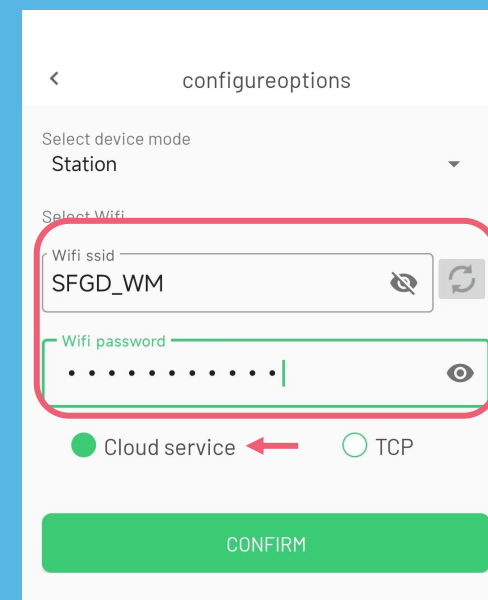 configureoptions
Select device mode
Station
Select Wifi
Wifi ssid
SFGD_WM
Wifi password
• • • • • • • • • • •
Cloud service
TCP
CONFIRM